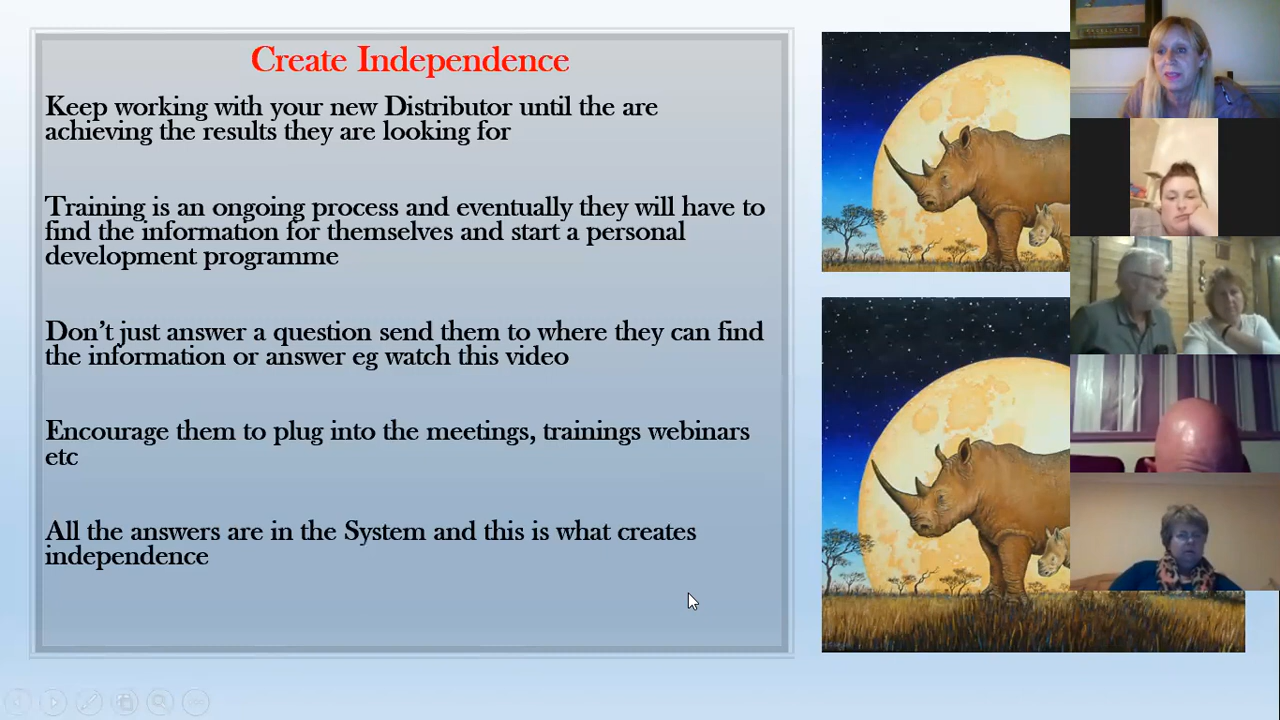 Create Independence
Keep working with your new Distributor until the are
achieving the results they are looking for
Training is an ongoing process and eventually they will have to
find the information for themselves and start a personal
development programme
Don’t just answer a question send them to where they can find
the information or answer eg watch this video
Encourage them to plug into the meetings, trainings webinars
etc
All the answers are in the System and this is what creates
independence